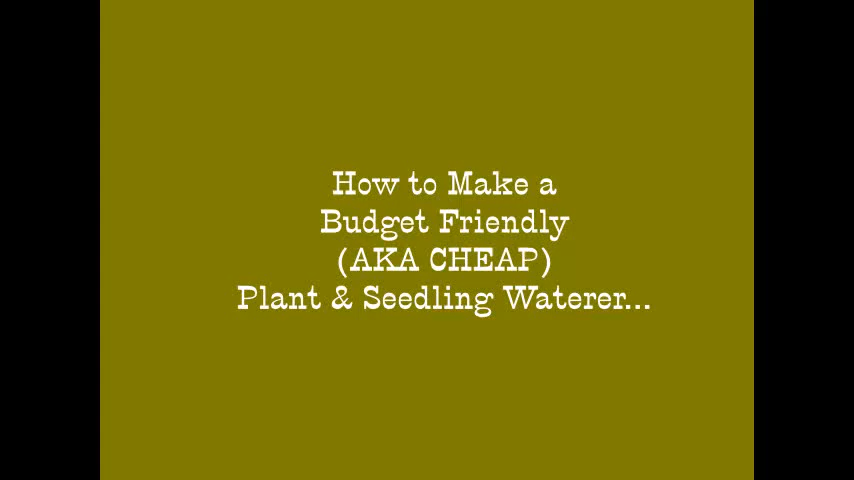 How to Make a
Budget Friendly
(AKA CHEAP)
Plant & Seedling Waterer...